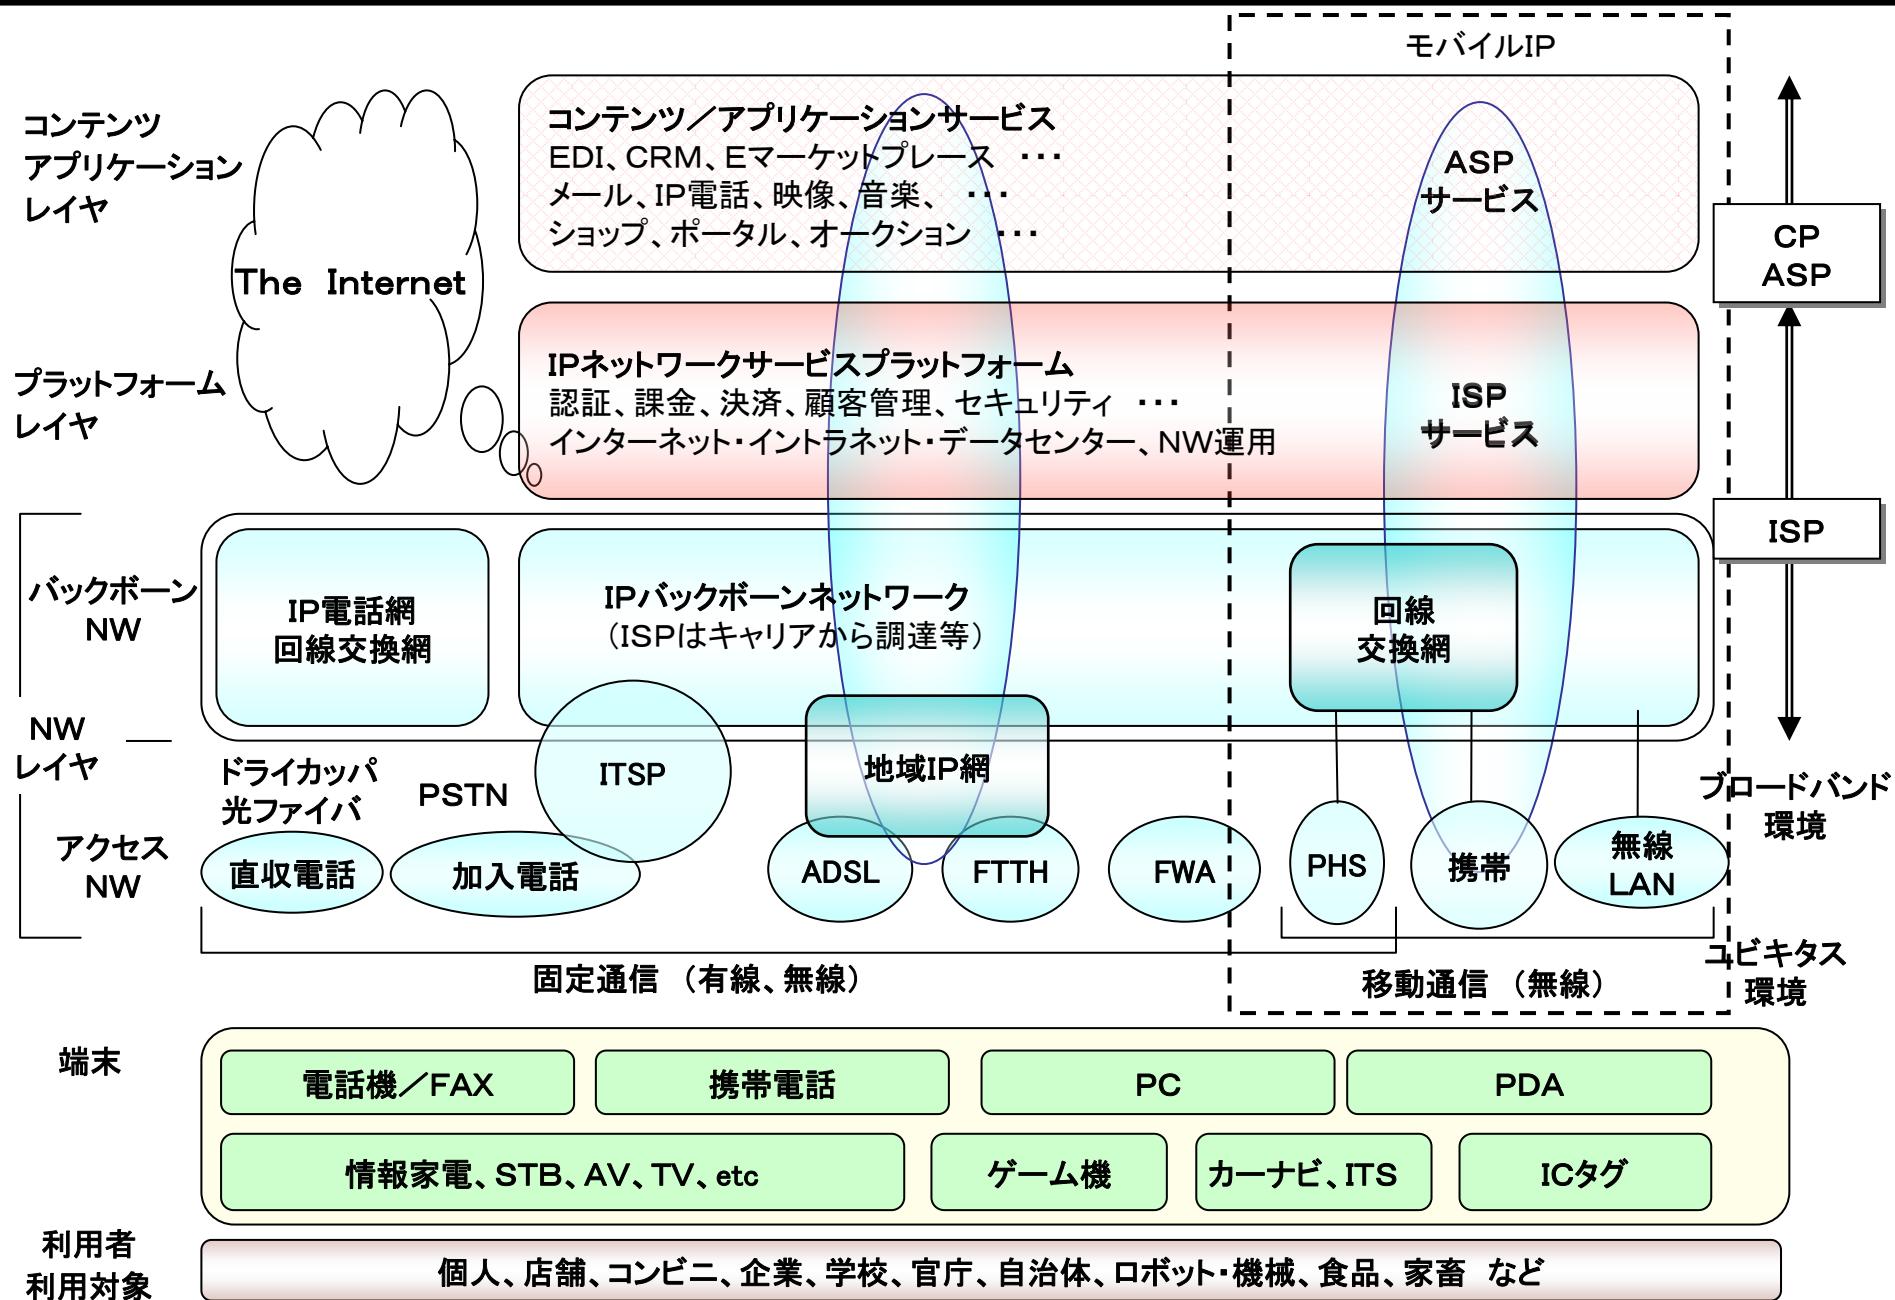 モバイルIP
コンテンツ
アプリケーション
レイヤ
コンテンツ／アプリケーションサービス
EDI、CRM、Eマーケットプレース ・・・
メール、IP電話、映像、音楽、 ・・・
ショップ、ポータル、オークション ・・・
ASP
サービス
CP
ASP
The Internet
プラットフォーム
レイヤ
IPネットワークサービスプラットフォーム
認証、課金、決済、顧客管理、セキュリティ ・・・
インターネット・イントラネット・データセンター、NW運用
ISP
サービス
ISP
バックボーン
NW
IP電話網
回線交換網
IPバックボーンネットワーク
（ISPはキャリアから調達等）
回線
交換網
NW
レイヤ
ドライカッパ
光ファイバ
PSTN
ITSP
地域IP網
ブロードバンド
環境
アクセス
NW
直収電話
加入電話
ADSL
FTTH
FWA
PHS
携帯
無線
LAN
固定通信 （有線、無線）
移動通信 （無線）
ユビキタス
環境
端末
電話機／FAX
携帯電話
PC
PDA
情報家電、STB、AV、TV、etc
ゲーム機
カーナビ、ITS
ICタグ
利用者
利用対象
個人、店舗、コンビニ、企業、学校、官庁、自治体、ロボット・機械、食品、家畜 など